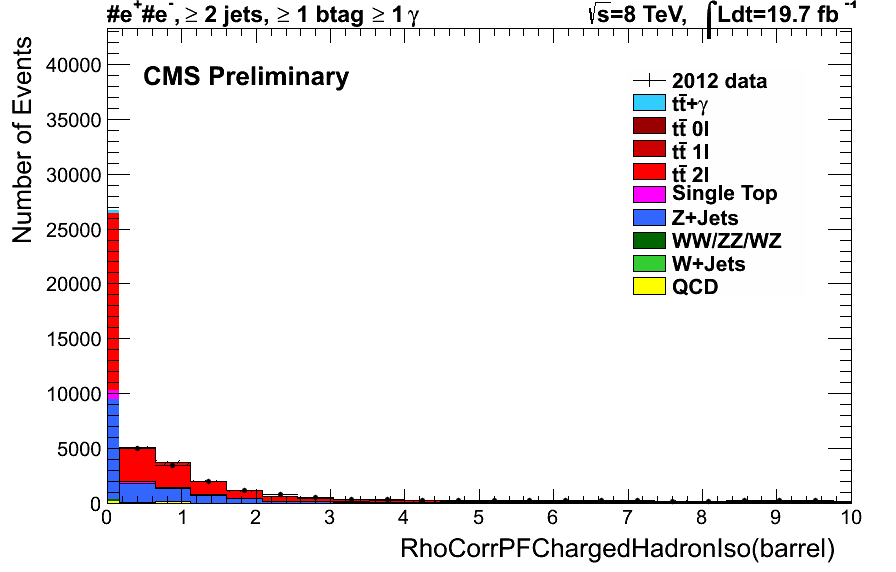 #e⁺#e⁻, ≥ 2 jets, ≥ 1 btag ≥ 1 γ
√s=8 TeV, ∫Ldt=19.7 fb⁻¹
CMS Preliminary
Number of Events
40000
35000
30000
25000
20000
15000
10000
5000
0
2012 data
tt̄+γ
tt̄ 0l
tt̄ 1l
tt̄ 2l
Single Top
Z+Jets
WW/ZZ/WZ
W+Jets
QCD
0 1 2 3 4 5 6 7 8 9 10
RhoCorrPFChargedHadronIso(barrel)